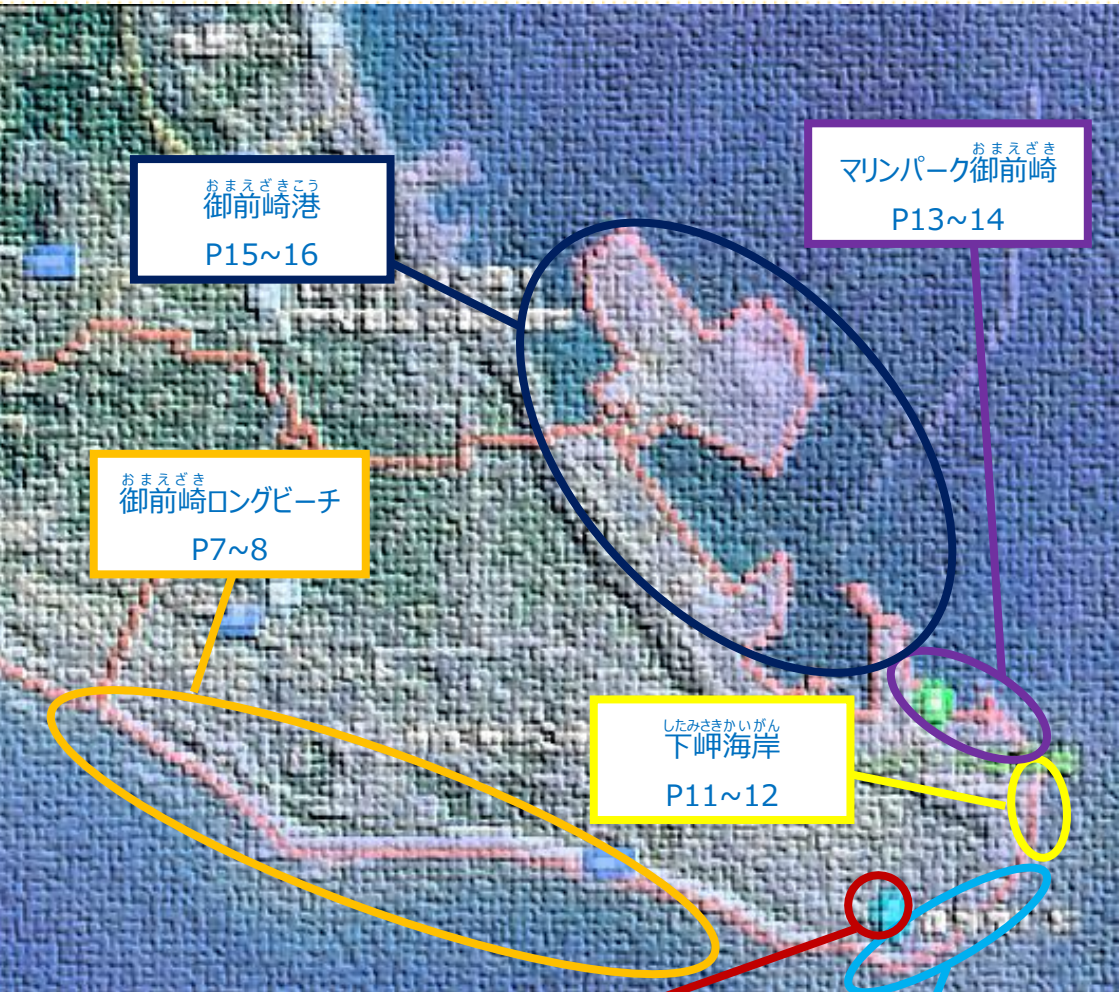 おまえざきこう
御前崎港
P15~16
おまえざき
マリンパーク御前崎
P13~14
おまえざき
御前崎ロングビーチ
P7~8
したみさきかいがん
下岬海岸
P11~12